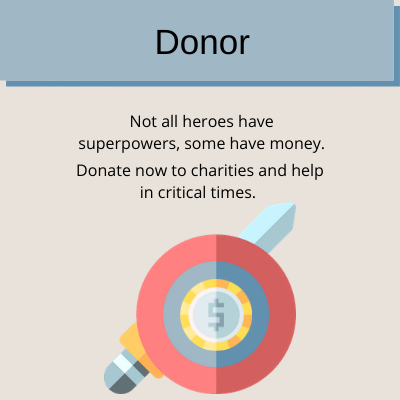 Donor
Not all heroes have
superpowers, some have money.
Donate now to charities and help
in critical times.
$